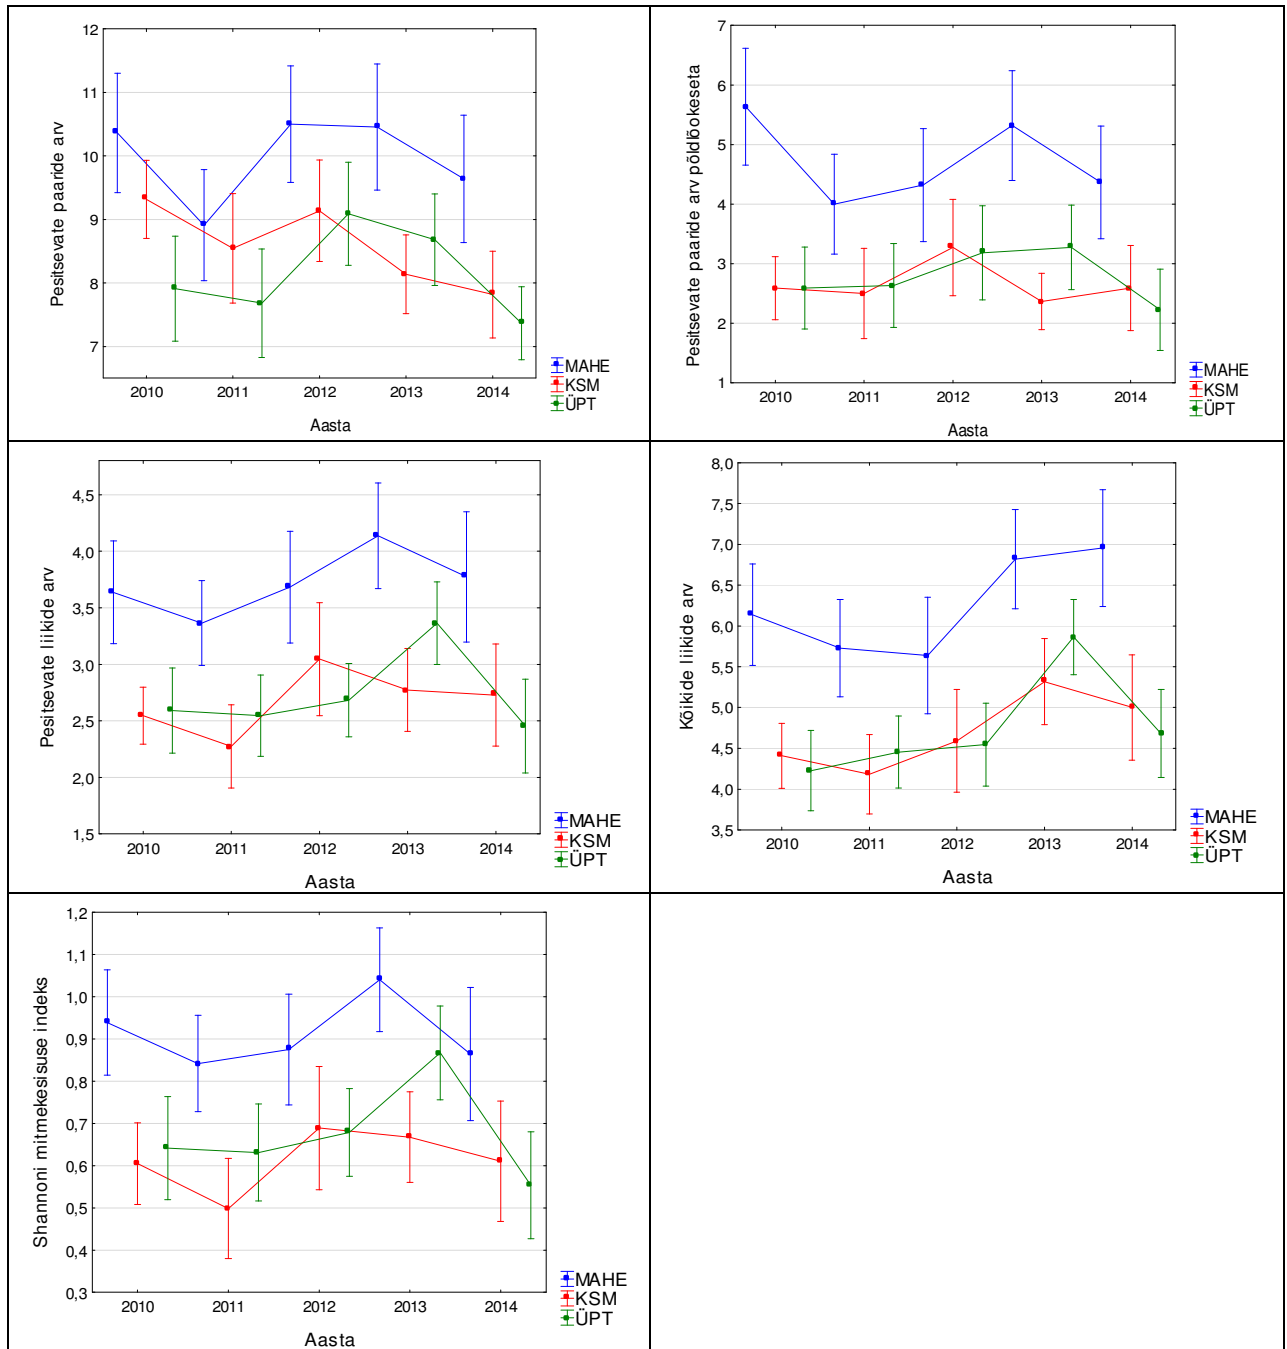 Pesitsevate paaride arv
12
11
10
9
8
7
2010 2011 2012 2013 2014
Aasta
MAHE
KSM
ÜPT
Pesitsevate paaride arv põldlõokeseta
7
6
5
4
3
2
1
2010 2011 2012 2013 2014
Aasta
MAHE
KSM
ÜPT
Pesitsevate liikide arv
4,5
4,0
3,5
3,0
2,5
2,0
1,5
2010 2011 2012 2013 2014
Aasta
MAHE
KSM
ÜPT
Kõikide liikide arv
8,0
7,5
7,0
6,5
6,0
5,5
5,0
4,5
4,0
3,5
2010 2011 2012 2013 2014
Aasta
MAHE
KSM
ÜPT
Shannoni mitmekesisuse indeks
1,2
1,1
1,0
0,9
0,8
0,7
0,6
0,5
0,4
0,3
2010 2011 2012 2013 2014
Aasta
MAHE
KSM
ÜPT